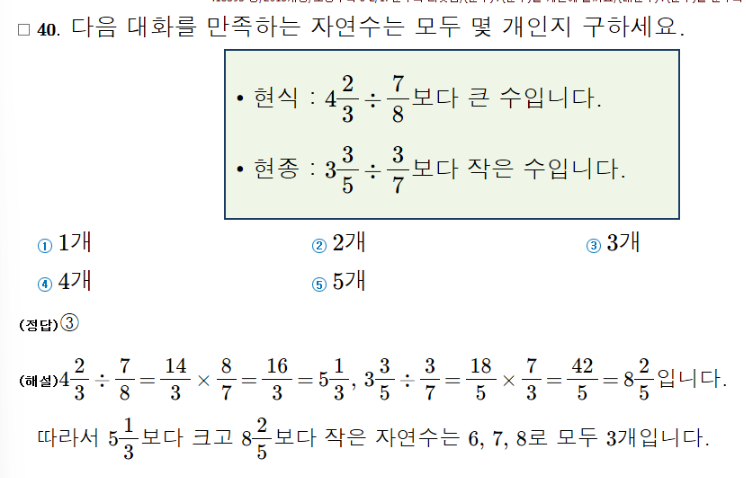 □ 40. 다음 대화를 만족하는 자연수는 모두 몇 개인지 구하세요.
• 현식 : 4 2/3 ÷ 7/8 보다 큰 수입니다.
• 현종 : 3 3/5 ÷ 3/7 보다 작은 수입니다.
① 1개 ② 2개 ③ 3개
④ 4개 ⑤ 5개
(정답)③
(해설)4 2/3 ÷ 7/8 = 14/3 × 8/7 = 16/3 = 5 1/3, 3 3/5 ÷ 3/7 = 18/5 × 7/3 = 42/5 = 8 2/5 입니다.
따라서 5 1/3 보다 크고 8 2/5 보다 작은 자연수는 6, 7, 8로 모두 3개입니다.